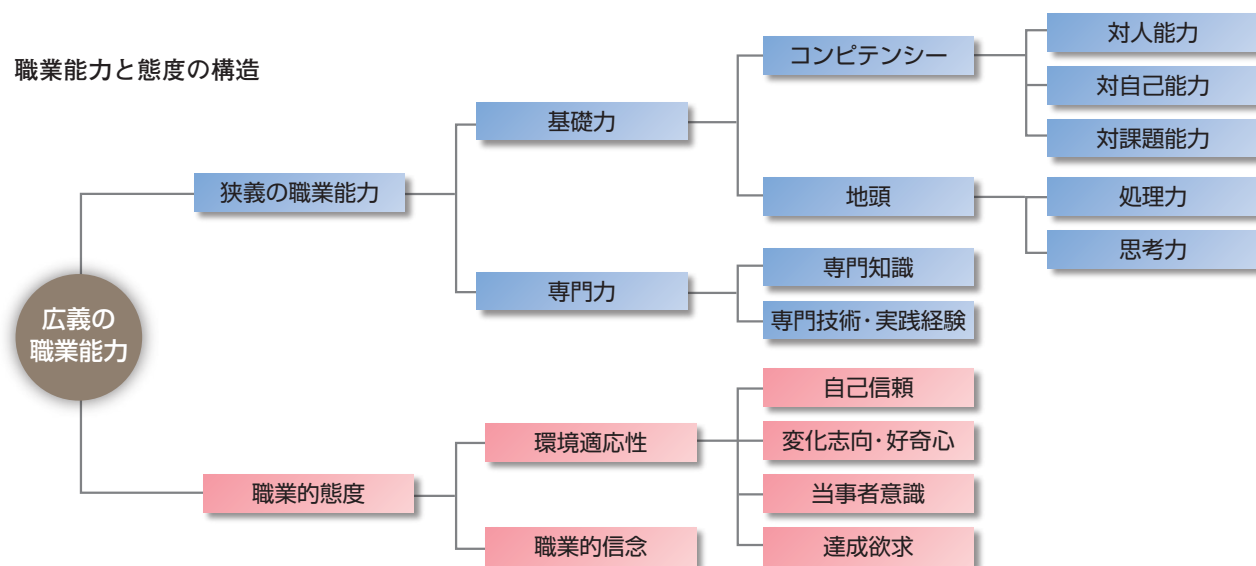 職業能力と態度の構造
広義の
職業能力
狭義の職業能力
基礎力
コンピテンシー
対人能力
対自己能力
対課題能力
地頭
処理力
思考力
専門力
専門知識
専門技術・実践経験
職業的態度
環境適応性
自己信頼
変化志向・好奇心
当事者意識
達成欲求
職業的信念